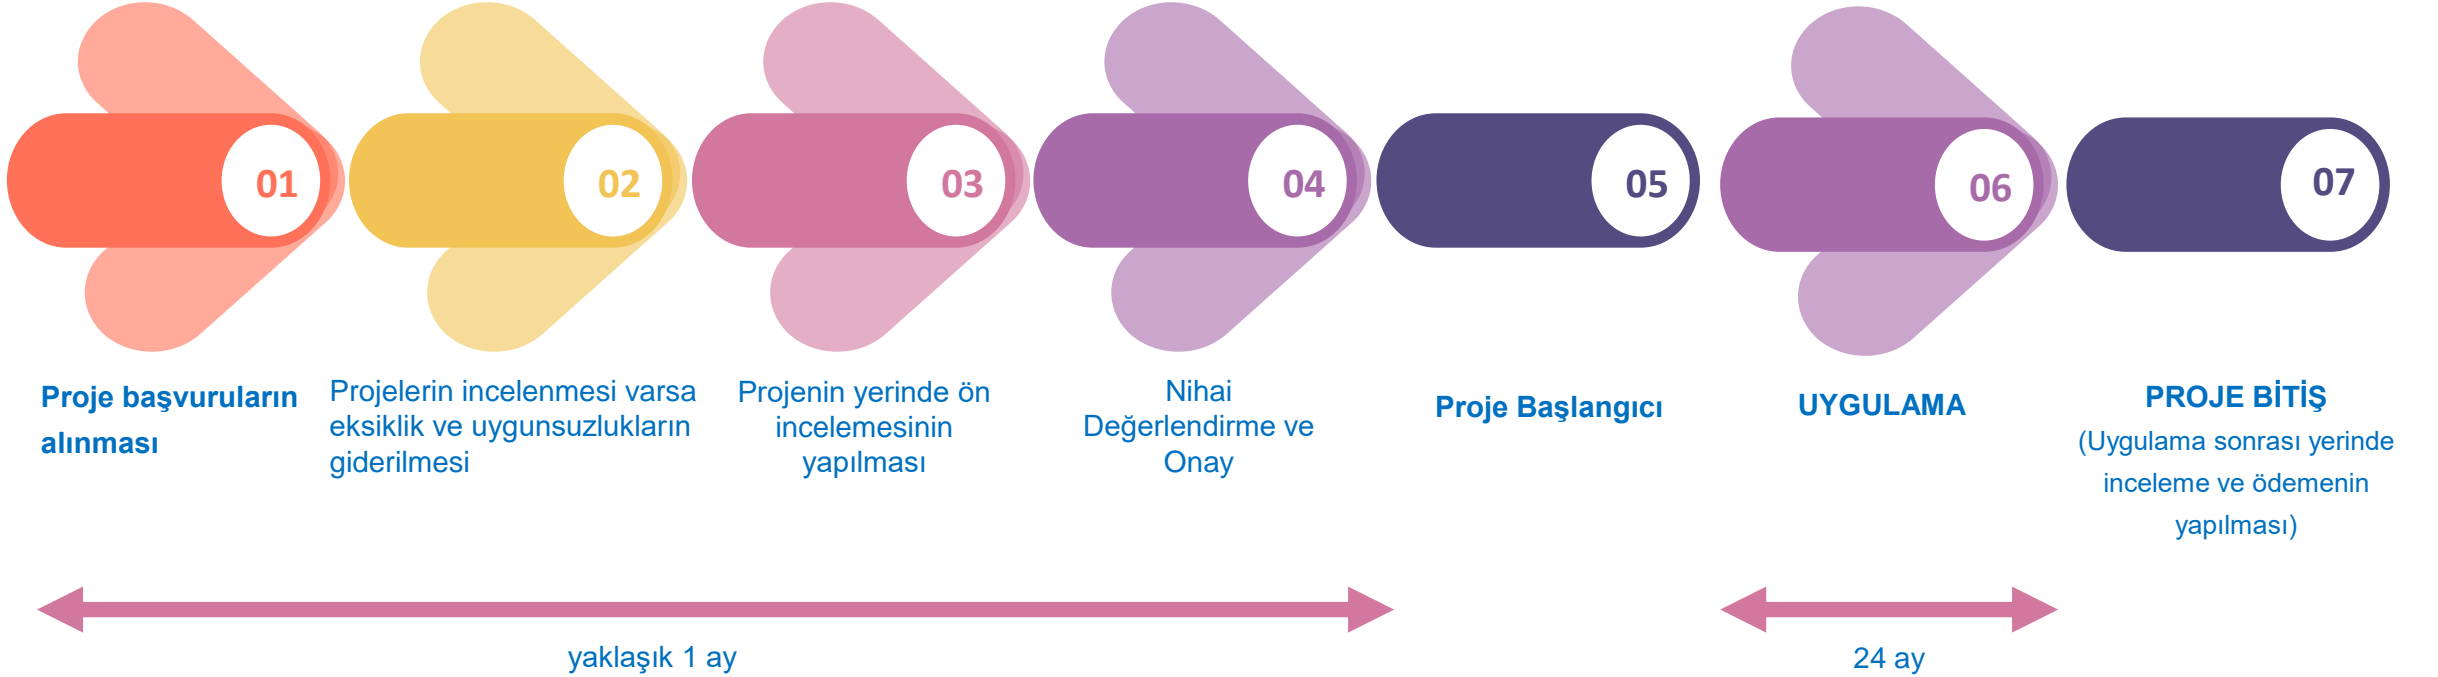 01
02
03
04
05
06
07
Proje başvuruların
alınması
Projelerin incelenmesi varsa
eksiklik ve uygunsuzlukların
giderilmesi
Projenin yerinde ön
incelemesinin
yapılması
Nihai
Değerlendirme ve
Onay
Proje Başlangıcı
UYGULAMA
PROJE BİTİŞ
(Uygulama sonrası yerinde
inceleme ve ödemenin
yapılması)
yaklaşık 1 ay
24 ay